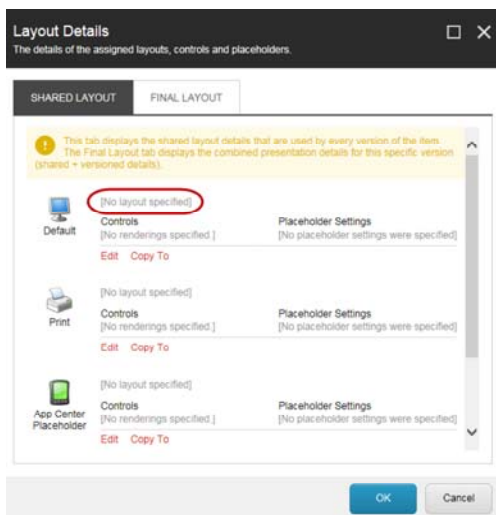 Layout Details
The details of the assigned layouts, controls and placeholders.
SHARED LAYOUT
FINAL LAYOUT
This tab displays the shared layout details that are used by every version of the item.
The Final Layout tab displays the combined presentation details for this specific version
(shared + versioned details).
[No layout specified]
Default
Controls
Placeholder Settings
[No renderings specified.]
[No placeholder settings were specified]
Edit Copy To
[No layout specified]
Print
Controls
Placeholder Settings
[No renderings specified.]
[No placeholder settings were specified]
Edit Copy To
[No layout specified]
App Center
Placeholder
Controls
Placeholder Settings
[No renderings specified.]
[No placeholder settings were specified]
Edit Copy To
OK
Cancel